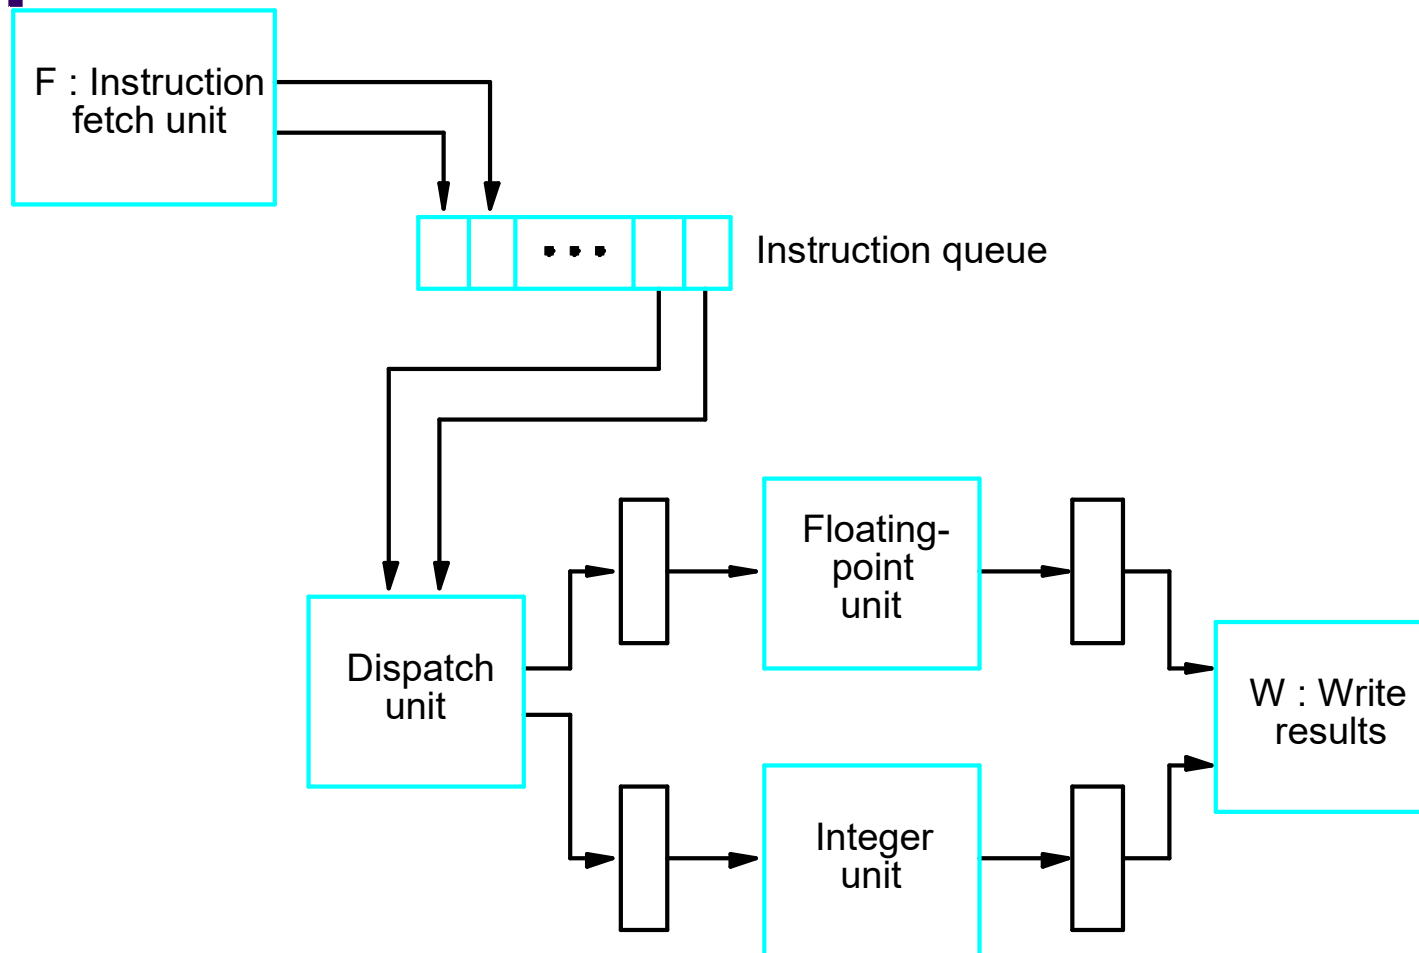 F : Instruction
fetch unit
Instruction queue
Floating-
point
unit
Dispatch
unit
W : Write
results
Integer
unit